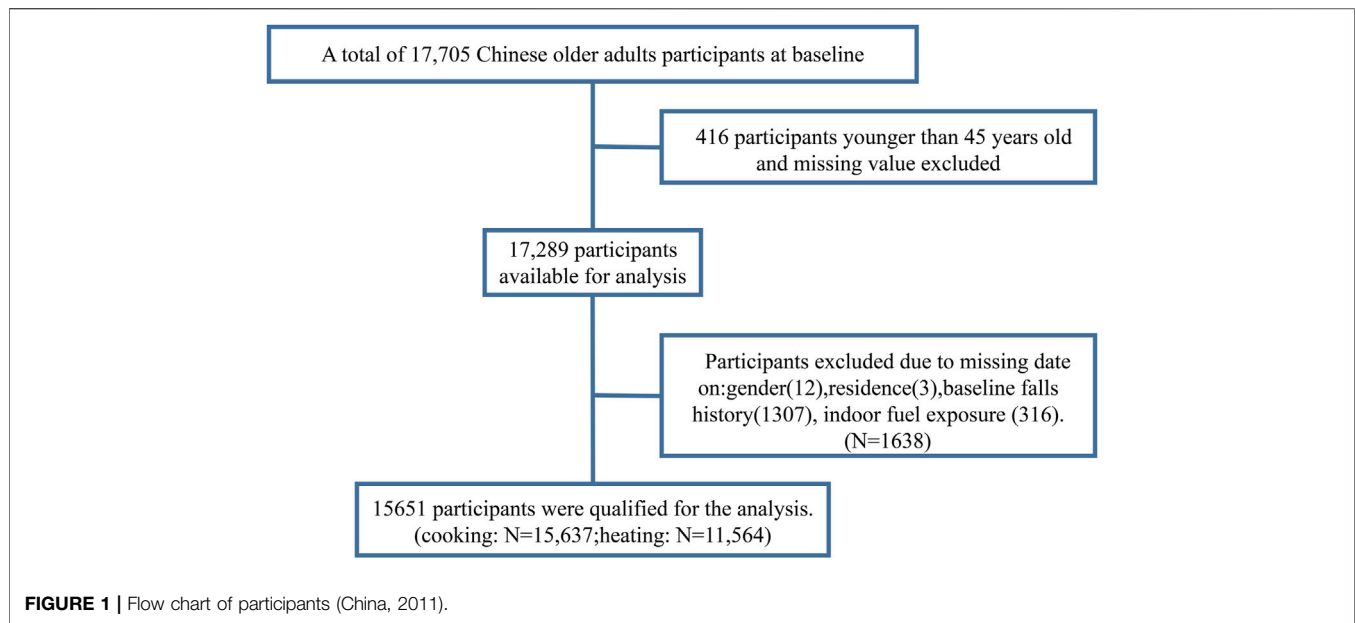 A total of 17,705 Chinese older adults participants at baseline
416 participants younger than 45 years old
and missing value excluded
17,289 participants
available for analysis
Participants excluded due to missing date
on:gender(12),residence(3),baseline falls
history(1307), indoor fuel exposure (316).
(N=1638)
15651 participants were qualified for the analysis.
(cooking: N=15,637;heating: N=11,564)
FIGURE 1 | Flow chart of participants (China, 2011).